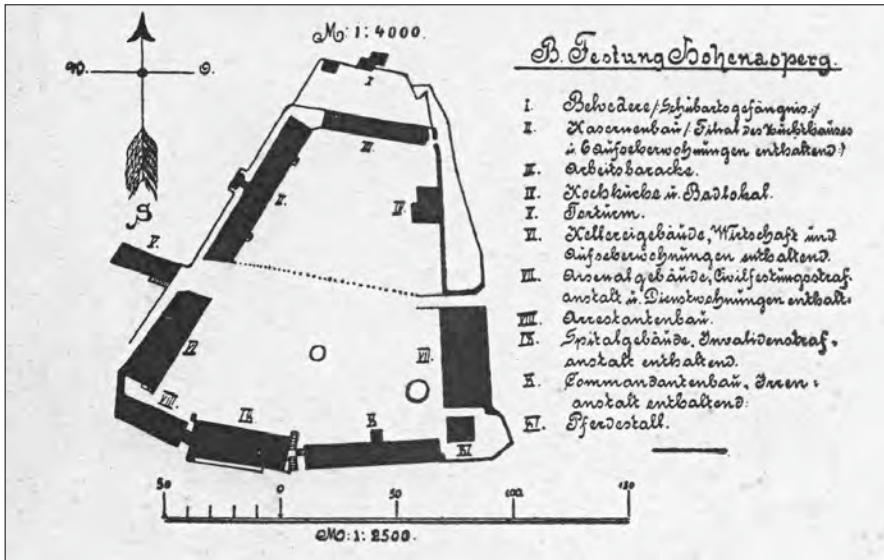 M: 1:4000.
B. Festung Hohenasperg.
W. O.
S
I. Belvedere /Schubartsgefängnis./
II. Kasernenbau / Filial des Zuchthauses
u. 6 Aufseherwohnungen enthaltend /
III. Arbeitsbaracke.
IV. Kochküche u. Badlokal.
V. Torturm.
VI. Kellereigebäude, Wirtschaft und
Aufseherwohnungen enthaltend.
VII. Arsenalgebäude, Civilfestungsstraf-
anstalt u. Dienstwohnungen enthalt:
VIII. Arrestantenbau.
IX. Spitalgebäude, Invalidenstraf-
anstalt enthaltend.
X. Commandantenbau, Irren-
anstalt enthaltend:
XI. Pferdestall.
I
III.
II.
IV
V.
VI
VII.
VIII.
IX.
X.
XI
50 0 50 100. 150
M: 1:2500.